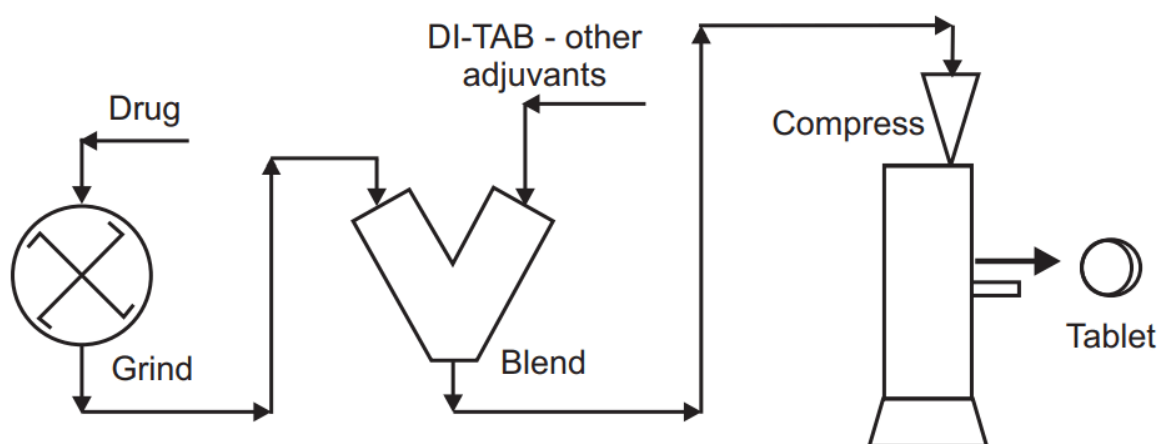 DI-TAB - other
adjuvants
Drug
Compress
Grind
Blend
Tablet